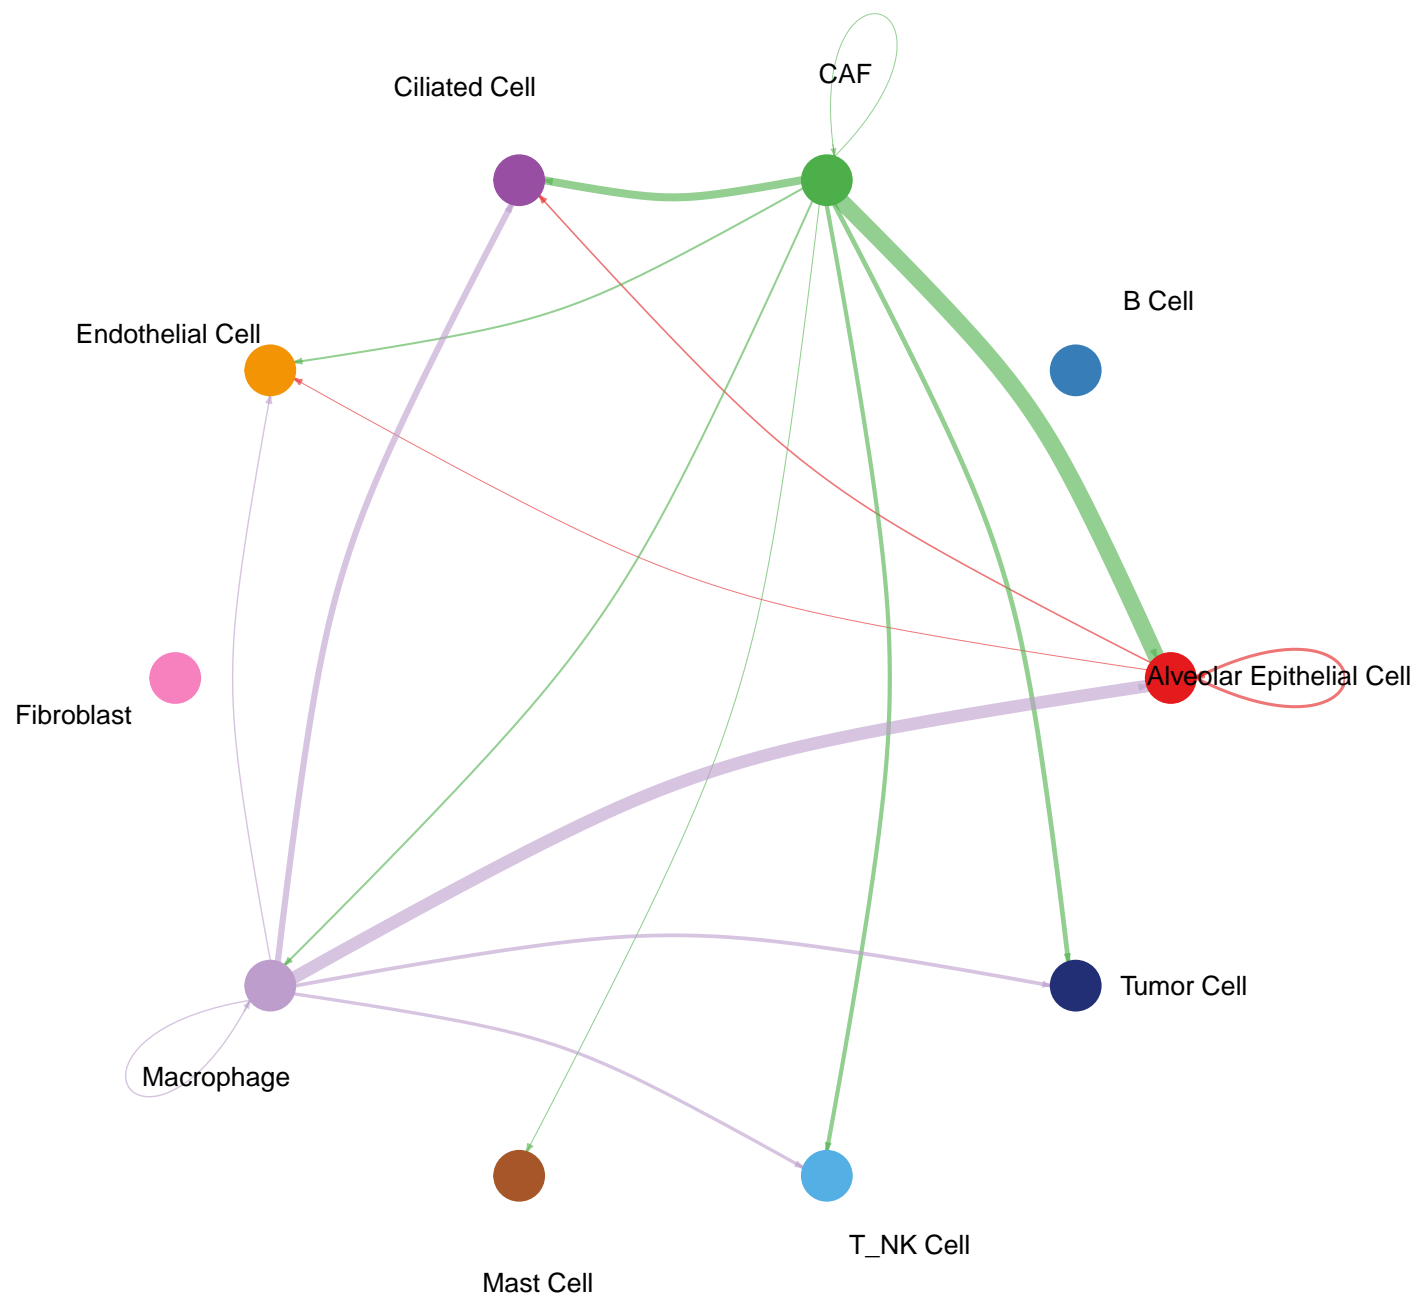 CAF
Ciliated Cell
B Cell
Endothelial Cell
Alveolar Epithelial Cell
Fibroblast
Tumor Cell
Macrophage
T_NK Cell
Mast Cell